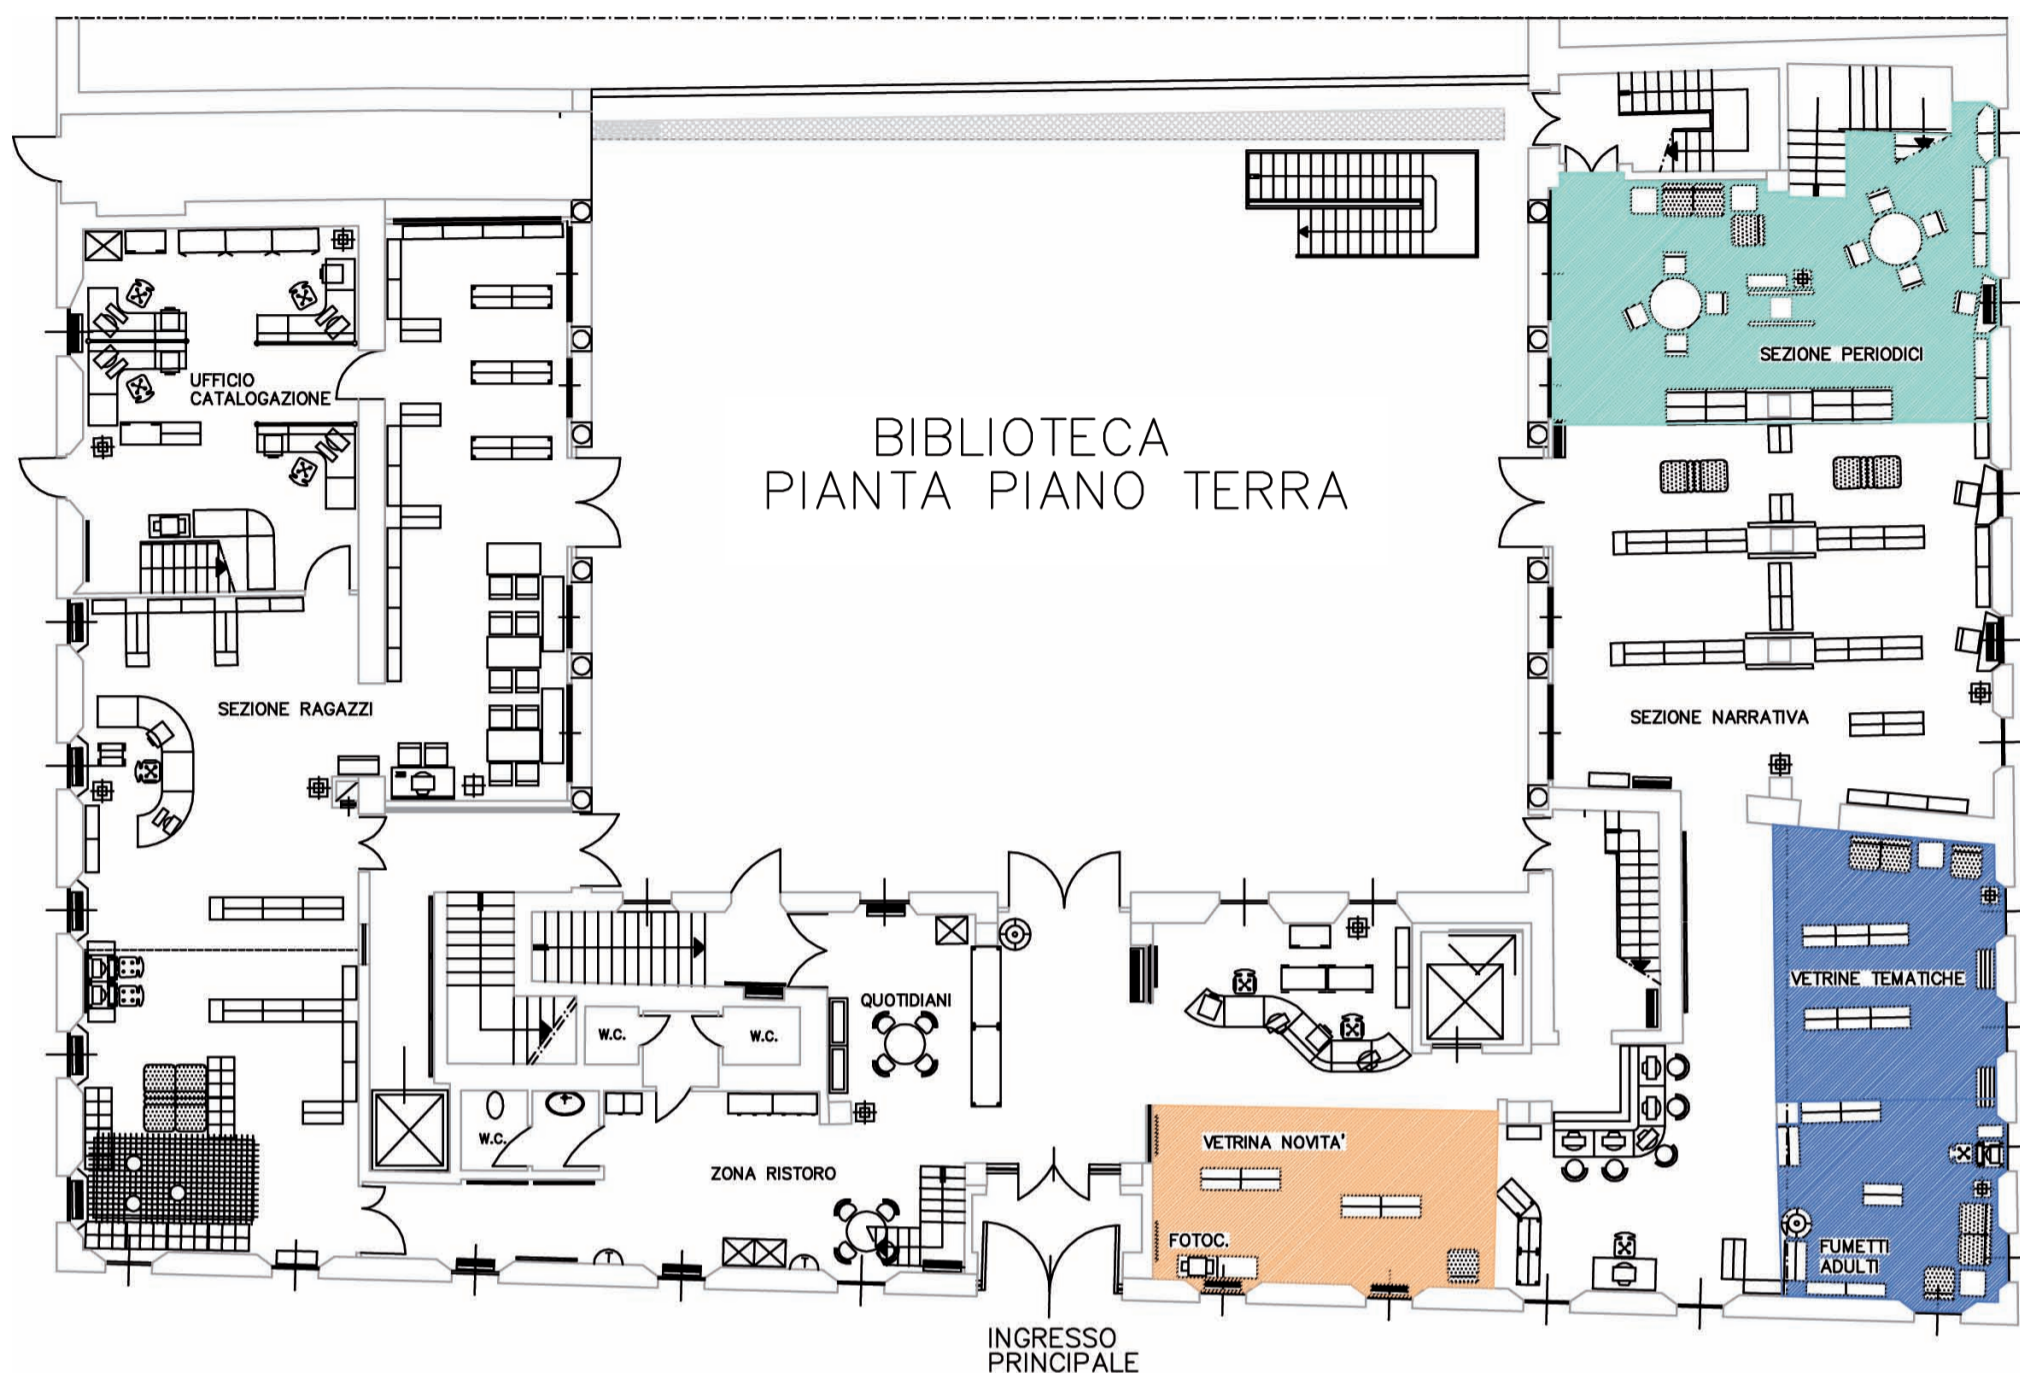 BIBLIOTECA
PIANTA PIANO TERRA
SEZIONE PERIODICI
UFFICIO
CATALOGAZIONE
SEZIONE RAGAZZI
SEZIONE NARRATIVA
VETRINE TEMATICHE
QUOTIDIANI
W.C.
W.C.
W.C.
ZONA RISTORO
VETRINA NOVITA'
FOTOC.
FUMETTI
ADULTI
T
T
INGRESSO
PRINCIPALE